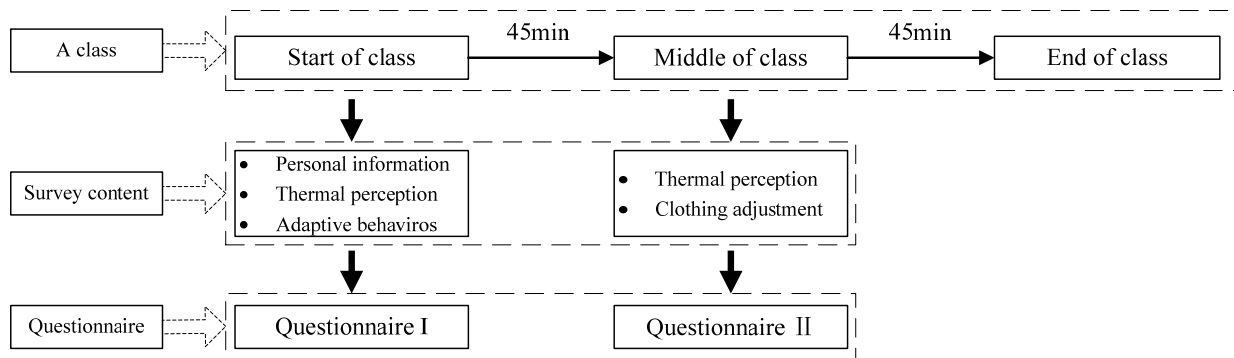 45min
45min
A class
Start of class
Middle of class
End of class
Survey content
• Personal information
• Thermal perception
• Adaptive behaviros
• Thermal perception
• Clothing adjustment
Questionnaire
Questionnaire I
Questionnaire II